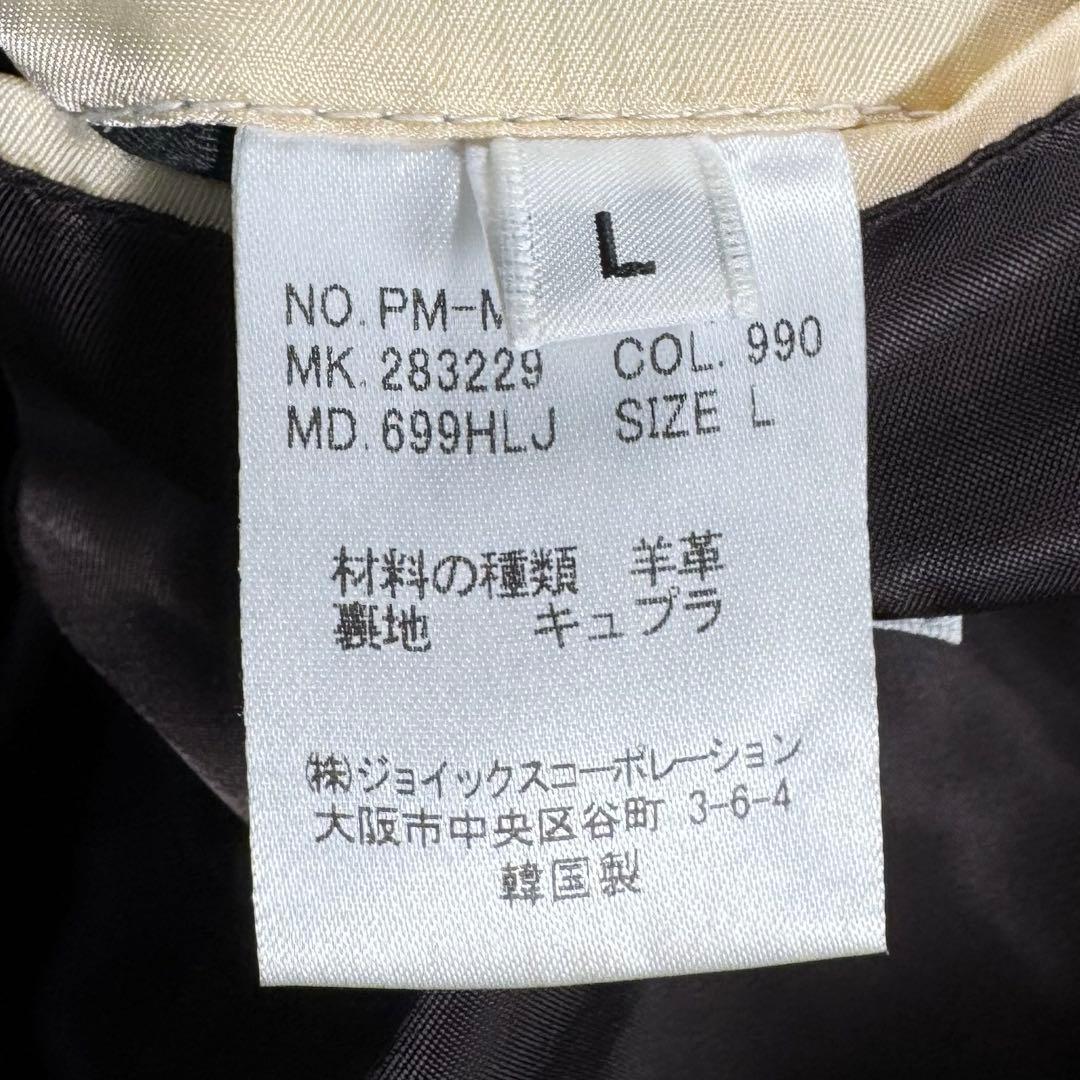 L
NO. PM-M
MK. 283229 COL. 990
MD. 699HLJ SIZE L
材料の種類 羊革
裏地 キュプラ
㈱ジョイックスコーポレーション
大阪市中央区谷町 3-6-4
韓国製